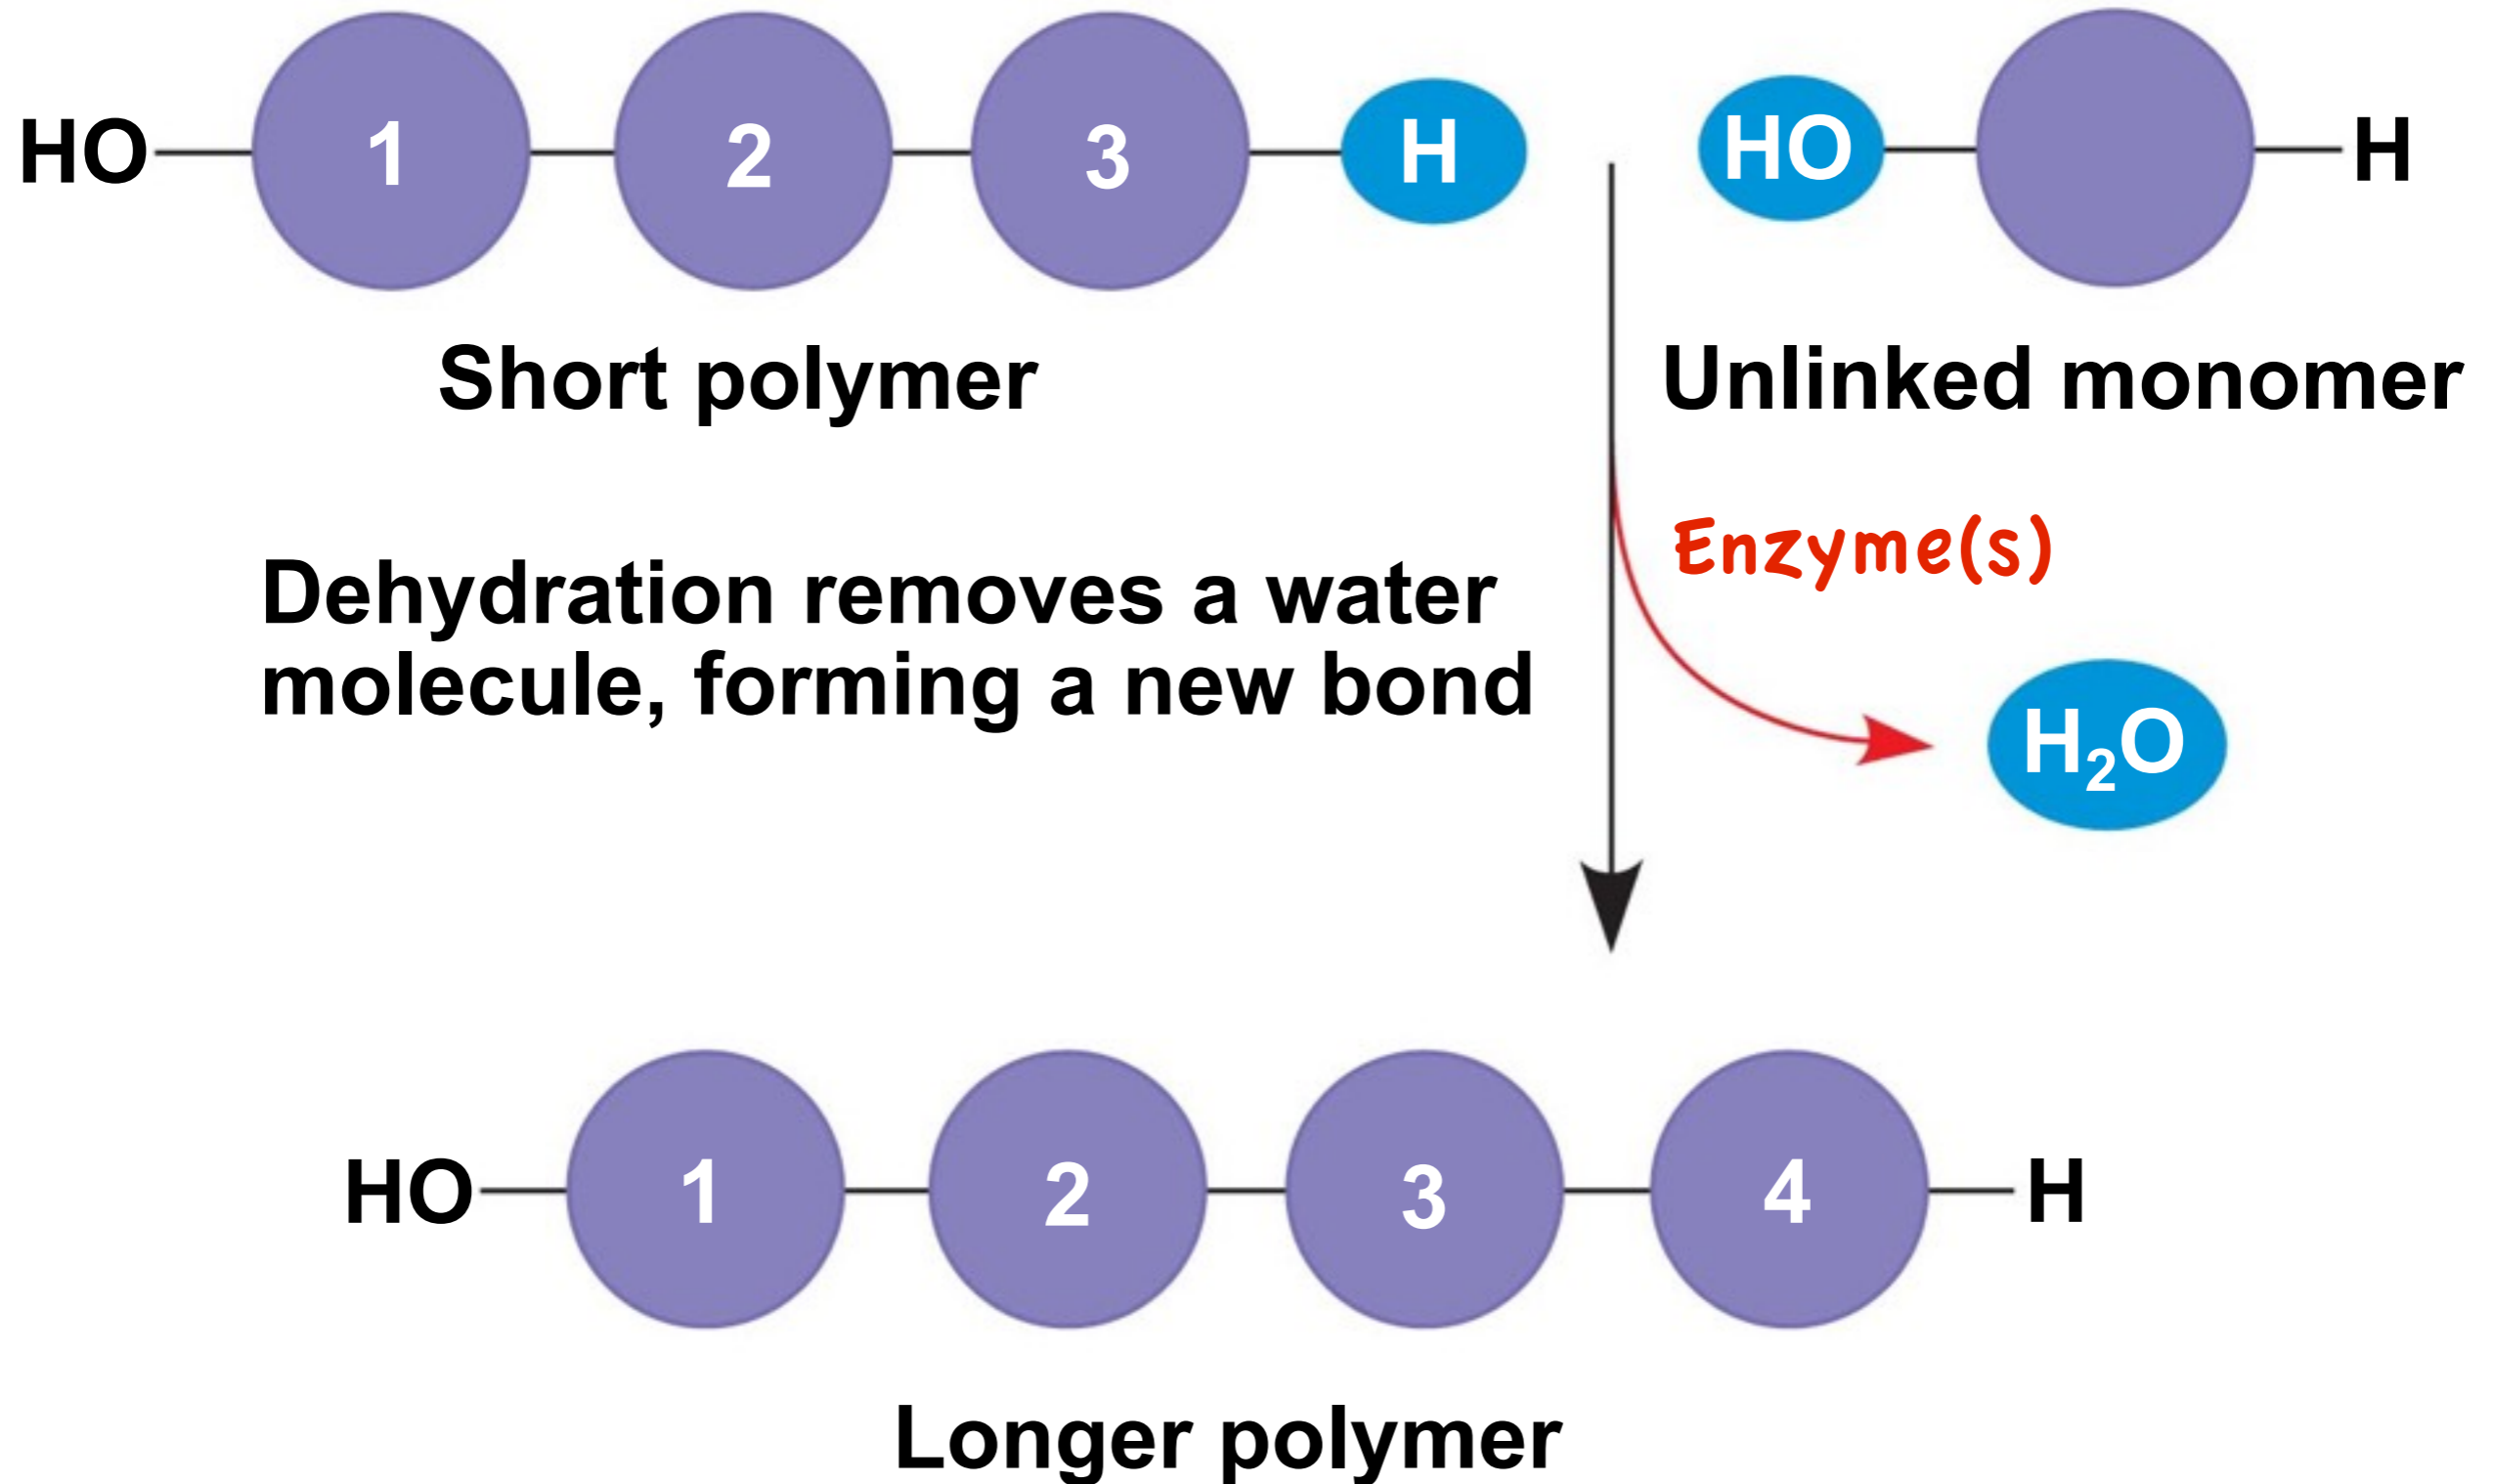 HO 1 2 3 H HO H
Short polymer
Unlinked monomer
Enzyme(s)
Dehydration removes a water
molecule, forming a new bond
H₂O
HO 1 2 3 4 H
Longer polymer